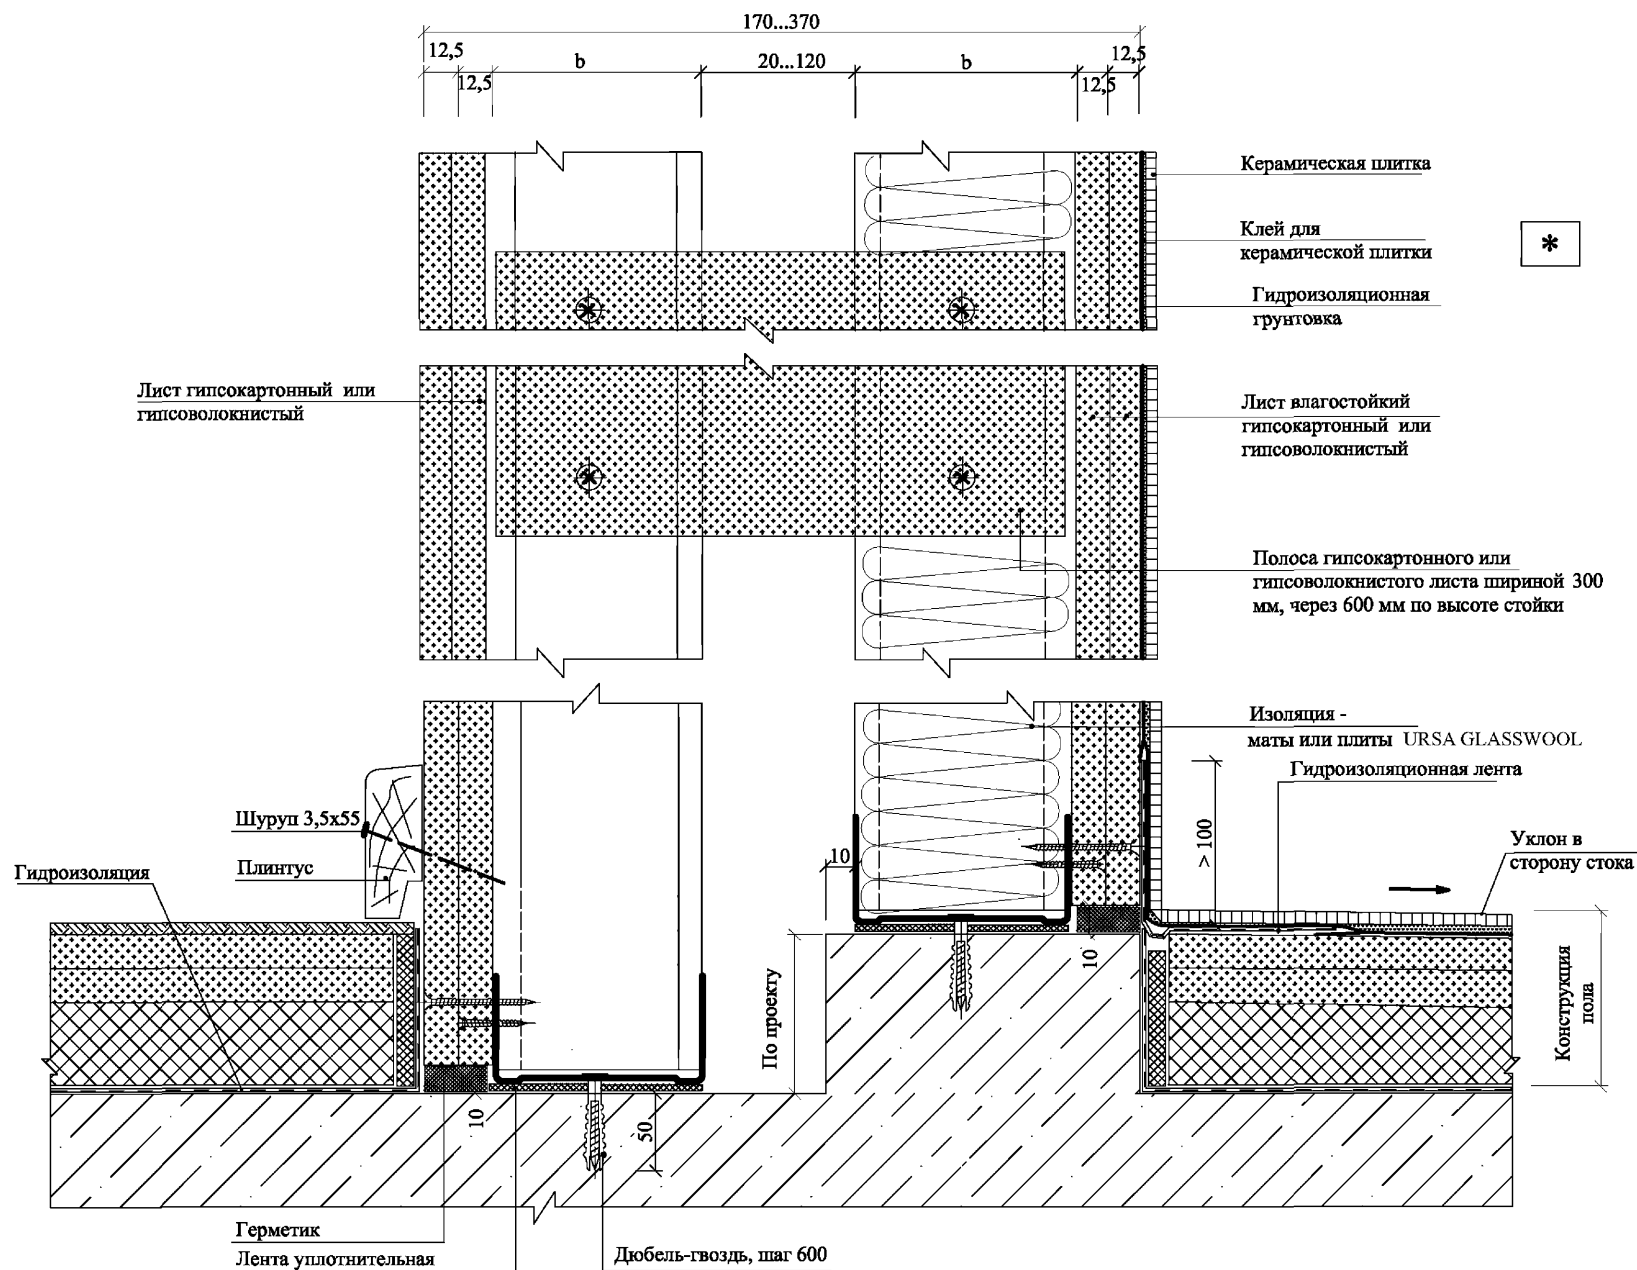 170...370
12,5
b
20...120
b
12,5
12,5
12,5
Керамическая плитка
Клей для
керамической плитки
*
Гидроизоляционная
грунтовка
Лист гипсокартонный или
гипсоволокнистый
Лист влагостойкий
гипсокартонный или
гипсоволокнистый
Полоса гипсокартонного или
гипсоволокнистого листа шириной 300
мм, через 600 мм по высоте стойки
Изоляция -
маты или плиты URSA GLASSWOOL
Гидроизоляционная лента
Шуруп 3,5х55
Плинтус
Гидроизоляция
10
> 100
Уклон в
сторону стока
По проекту
10
Конструкция
пола
10
50
Герметик
Лента уплотнительная
Дюбель-гвоздь, шаг 600